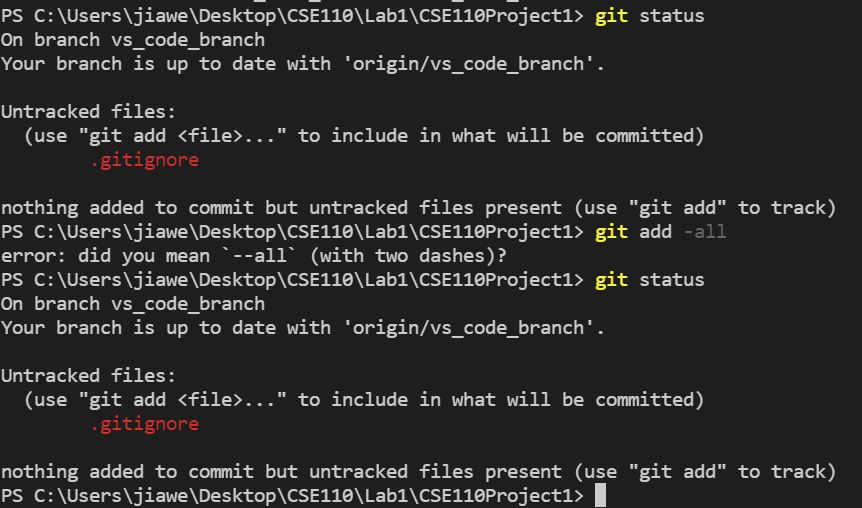 PS C:\Users\jiawe\Desktop\CSE110\Lab1\CSE110Project1> git status
On branch vs_code_branch
Your branch is up to date with 'origin/vs_code_branch'.

Untracked files:
  (use "git add <file>..." to include in what will be committed)
        .gitignore

nothing added to commit but untracked files present (use "git add" to track)
PS C:\Users\jiawe\Desktop\CSE110\Lab1\CSE110Project1> git add -all
error: did you mean `--all` (with two dashes)?
PS C:\Users\jiawe\Desktop\CSE110\Lab1\CSE110Project1> git status
On branch vs_code_branch
Your branch is up to date with 'origin/vs_code_branch'.

Untracked files:
  (use "git add <file>..." to include in what will be committed)
        .gitignore

nothing added to commit but untracked files present (use "git add" to track)
PS C:\Users\jiawe\Desktop\CSE110\Lab1\CSE110Project1>